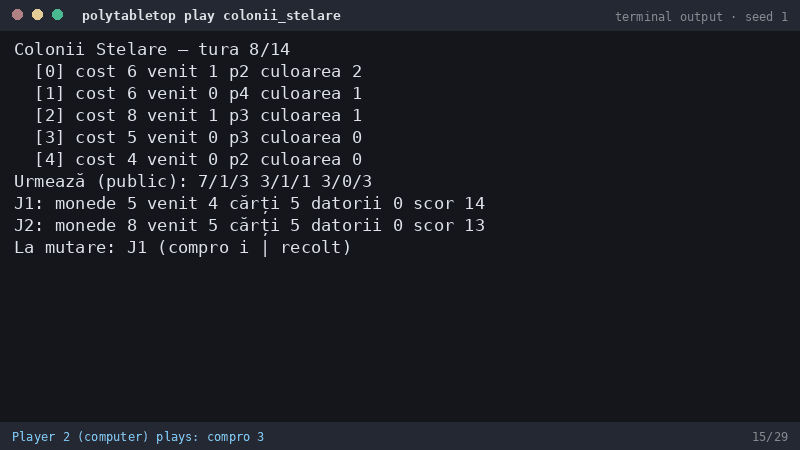 polytabletop play colonii_stelare
terminal output · seed 1
Colonii Stelare — tura 8/14
[0] cost 6 venit 1 p2 culoarea 2
[1] cost 6 venit 0 p4 culoarea 1
[2] cost 8 venit 1 p3 culoarea 1
[3] cost 5 venit 0 p3 culoarea 0
[4] cost 4 venit 0 p2 culoarea 0
Urmează (public): 7/1/3 3/1/1 3/0/3
J1: monede 5 venit 4 cărți 5 datorii 0 scor 14
J2: monede 8 venit 5 cărți 5 datorii 0 scor 13
La mutare: J1 (compro i | recolt)
Player 2 (computer) plays: compro 3
15/29